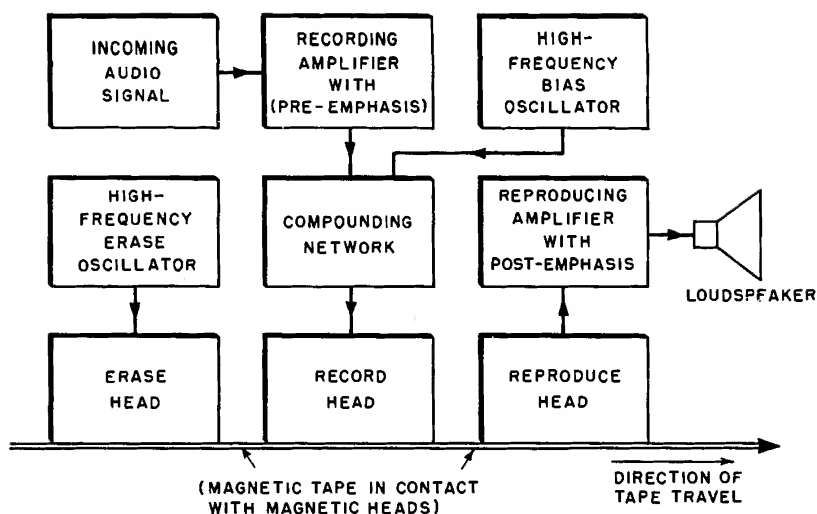 INCOMING
AUDIO
SIGNAL
RECORDING
AMPLIFIER
WITH
(PRE-EMPHASIS)
HIGH-
FREQUENCY
BIAS
OSCILLATOR
HIGH-
FREQUENCY
ERASE
OSCILLATOR
COMPOUNDING
NETWORK
REPRODUCING
AMPLIFIER
WITH
POST-EMPHASIS
LOUDSPFAKER
ERASE
HEAD
RECORD
HEAD
REPRODUCE
HEAD
(MAGNETIC TAPE IN CONTACT
WITH MAGNETIC HEADS)
DIRECTION OF
TAPE TRAVEL